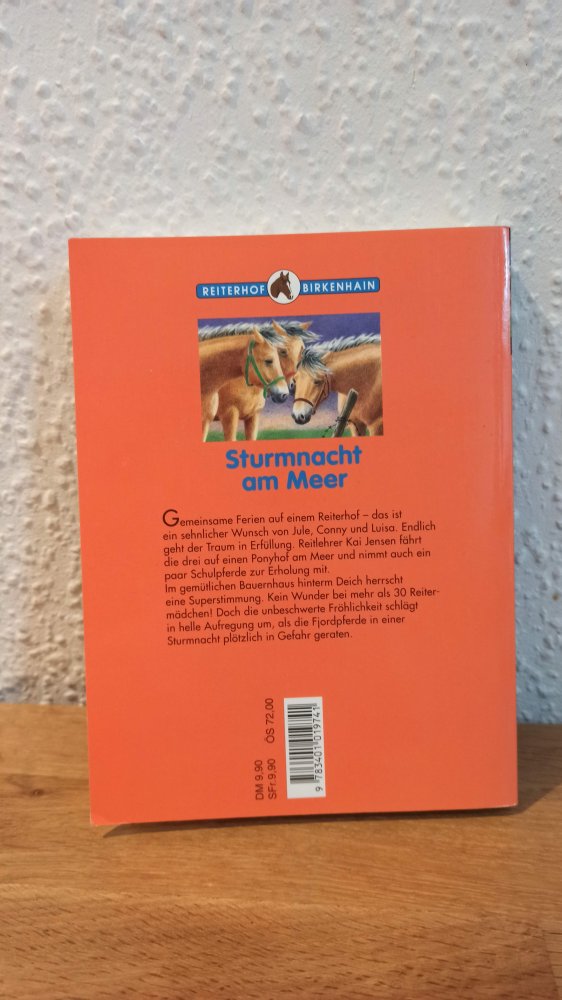 REITERHOF BIRKENHAIN
Sturmnacht
am Meer
Gemeinsame Ferien auf einem Reiterhof – das ist
ein sehnlicher Wunsch von Jule, Conny und Luisa. Endlich
geht der Traum in Erfüllung. Reitlehrer Kai Jensen fährt
die drei auf einen Ponyhof am Meer und nimmt auch ein
paar Schulpferde zur Erholung mit.
Im gemütlichen Bauernhaus hinterm Deich herrscht
eine Superstimmung. Kein Wunder bei mehr als 30 Reiter-
mädchen! Doch die unbeschwerte Fröhlichkeit schlägt
in helle Aufregung um, als die Fjordpferde in einer
Sturmnacht plötzlich in Gefahr geraten.
DM 9.90
SFr. 9,90 ÖS 72,00
9 783401 019741